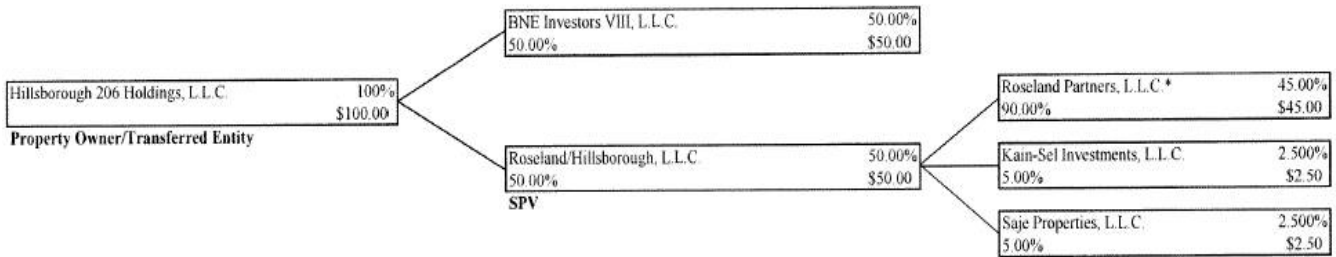 BNE Investors VIII, L.L.C. 50.00%
50.00% $50.00
Hillsborough 206 Holdings, L.L.C. 100%
$100.00
Property Owner/Transferred Entity
Roseland/Hillsborough, L.L.C. 50.00%
50.00% $50.00
SPV
Roseland Partners, L.L.C.* 45.00%
90.00% $45.00
Kain-Sel Investments, L.L.C. 2.500%
5.00% $2.50
Saje Properties, L.L.C. 2.500%
5.00% $2.50